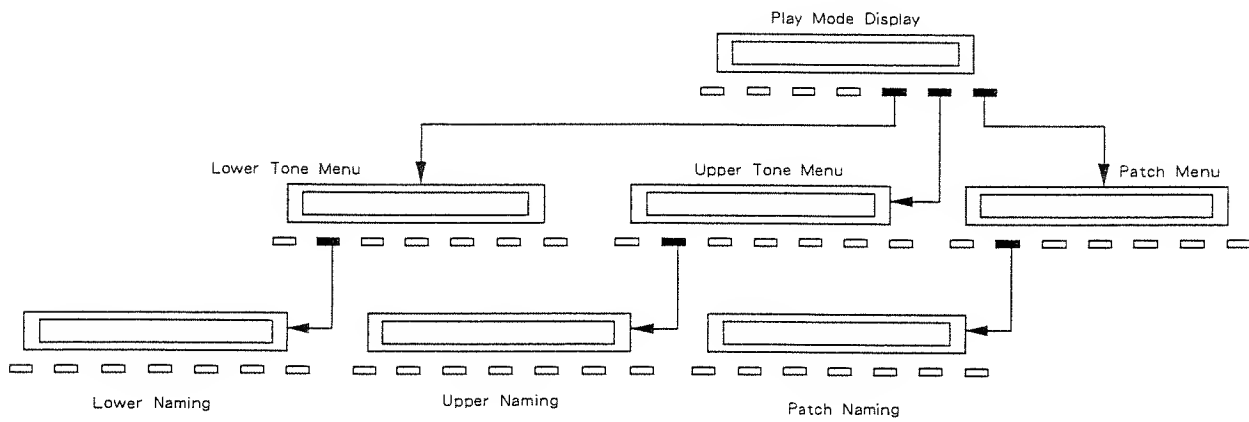 Play Mode Display
Lower Tone Menu
Upper Tone Menu
Patch Menu
Lower Naming
Upper Naming
Patch Naming